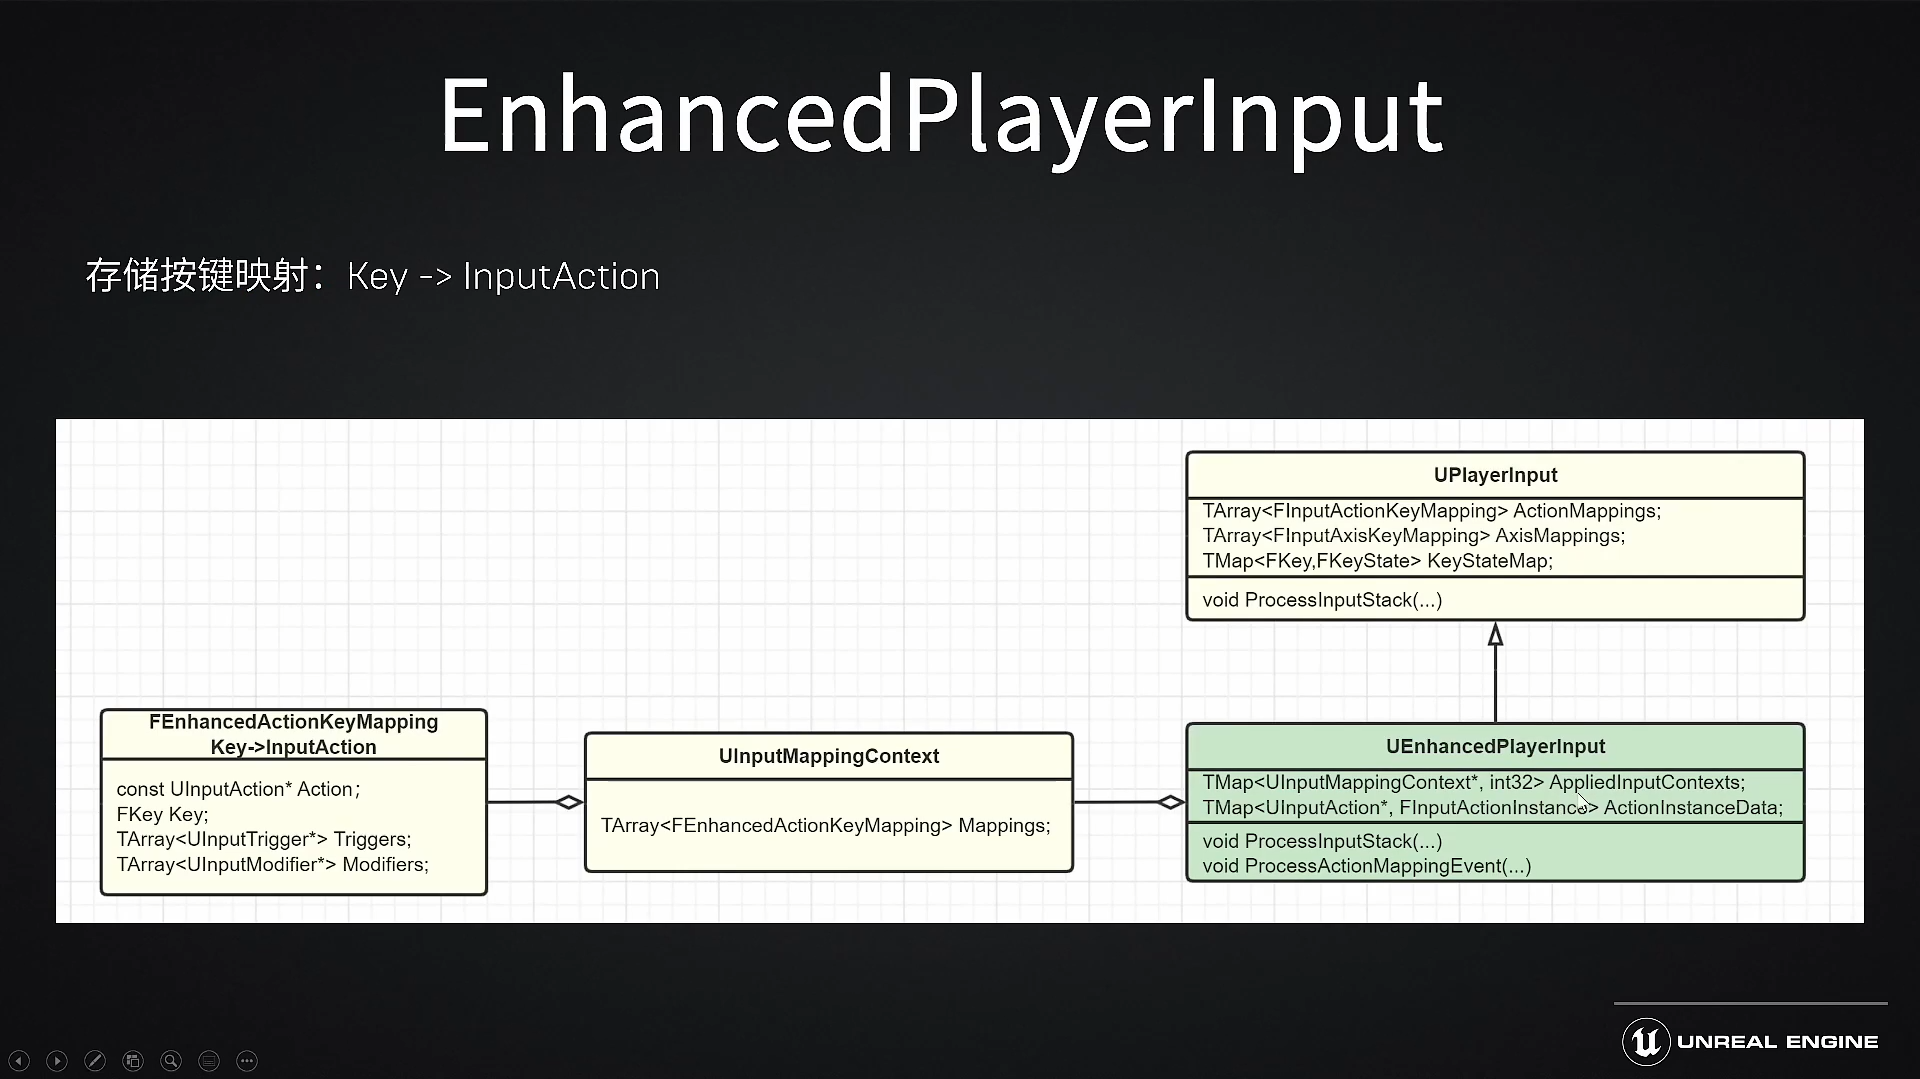 EnhancedPlayerInput
存储按键映射：Key -> InputAction
UPlayerInput
TArray<FInputActionKeyMapping> ActionMappings;
TArray<FInputAxisKeyMapping> AxisMappings;
TMap<FKey,FKeyState> KeyStateMap;
void ProcessInputStack(...)
FEnhancedActionKeyMapping
Key->InputAction
const UInputAction* Action;
FKey Key;
TArray<UInputTrigger*> Triggers;
TArray<UInputModifier*> Modifiers;
UInputMappingContext
TArray<FEnhancedActionKeyMapping> Mappings;
UEnhancedPlayerInput
TMap<UInputMappingContext*, int32> AppliedInputContexts;
TMap<UInputAction*, FInputActionInstance> ActionInstanceData;
void ProcessInputStack(...)
void ProcessActionMappingEvent(...)
UNREAL ENGINE